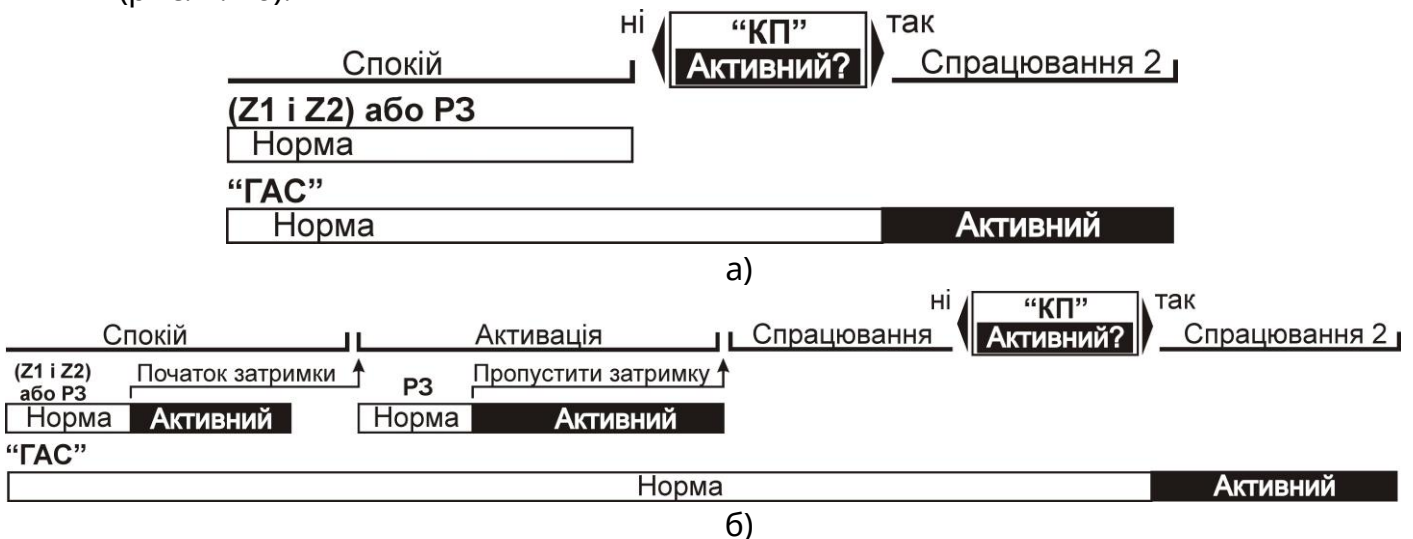 ні “КП” так
Спокій Активний? Спрацювання 2
(Z1 і Z2) або РЗ
Норма
“ГАС”
Норма Активний
а)
ні “КП” так
Спокій Активація Спрацювання Активний? Спрацювання 2
(Z1 і Z2) Початок затримки РЗ Пропустити затримку
або РЗ
Норма Активний Норма Активний
“ГАС”
Норма Активний
б)